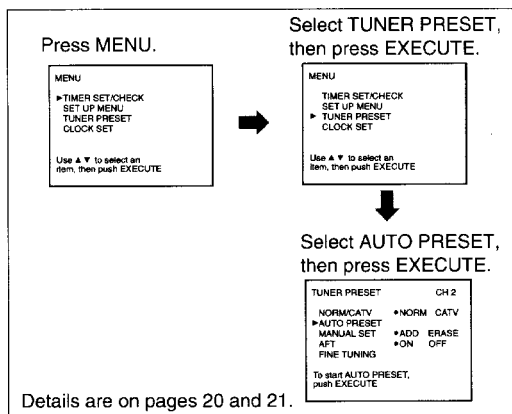 Press MENU.
MENU
►TIMER SET/CHECK
SET UP MENU
TUNER PRESET
CLOCK SET
Use ▲ ▼ to select an
item, then push EXECUTE
Select TUNER PRESET,
then press EXECUTE.
MENU
TIMER SET/CHECK
SET UP MENU
► TUNER PRESET
CLOCK SET
Use ▲ ▼ to select an
item, then push EXECUTE
Select AUTO PRESET,
then press EXECUTE.
TUNER PRESET CH 2
NORM/CATV •NORM CATV
►AUTO PRESET
MANUAL SET •ADD ERASE
AFT •ON OFF
FINE TUNING
To start AUTO PRESET,
push EXECUTE
Details are on pages 20 and 21.